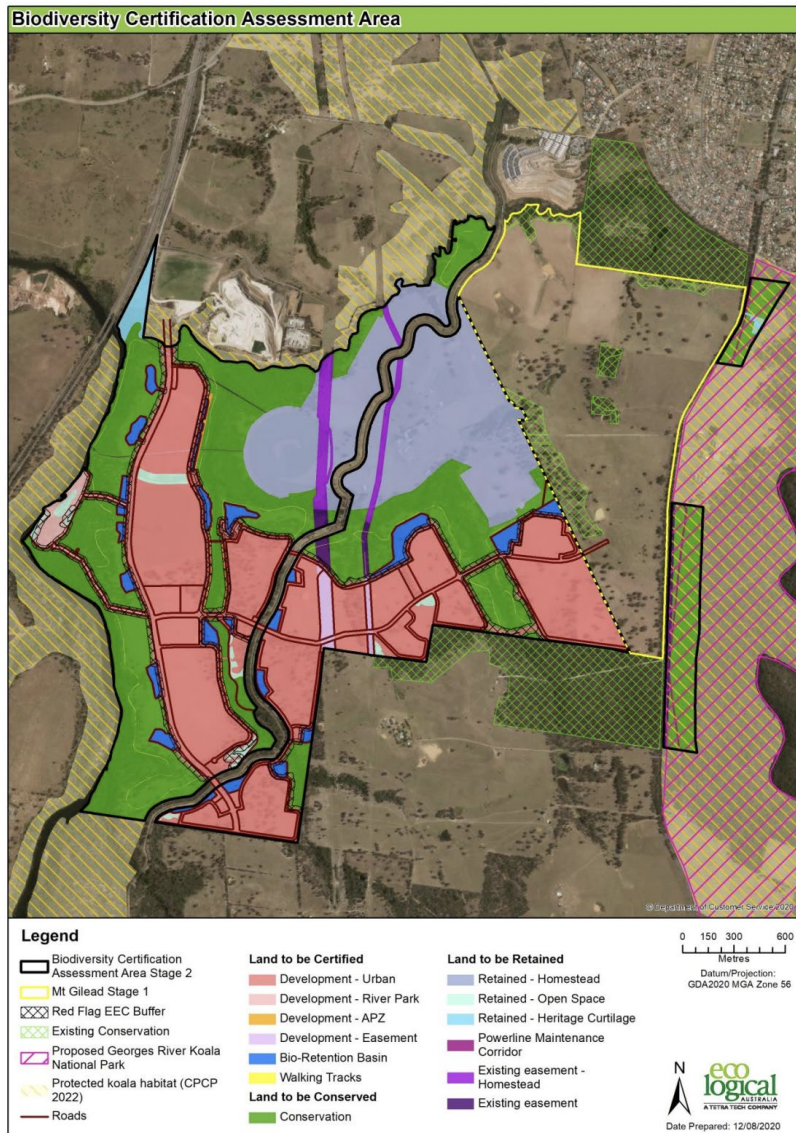 Biodiversity Certification Assessment Area
© Department of Customer Service 2020
Legend
Biodiversity Certification
Assessment Area Stage 2
Mt Gilead Stage 1
Red Flag EEC Buffer
Existing Conservation
Proposed Georges River Koala
National Park
Protected koala habitat (CPCP
2022)
Roads
Land to be Certified
Development - Urban
Development - River Park
Development - APZ
Development - Easement
Bio-Retention Basin
Walking Tracks
Land to be Conserved
Conservation
Land to be Retained
Retained - Homestead
Retained - Open Space
Retained - Heritage Curtilage
Powerline Maintenance
Corridor
Existing easement -
Homestead
Existing easement
0 150 300 600
Metres
Datum/Projection:
GDA2020 MGA Zone 56
N
eco
logical
AUSTRALIA
A TETRA TECH COMPANY
Date Prepared: 12/08/2020